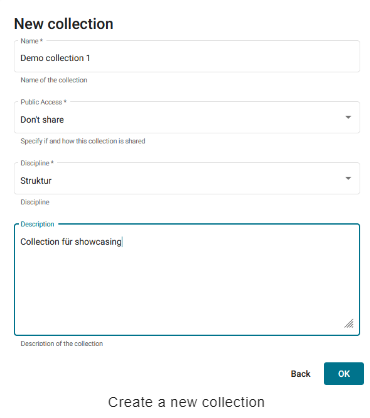 New collection
Name *
Demo collection 1
Name of the collection
Public Access *
Don't share
Specify if and how this collection is shared
Discipline *
Struktur
Discipline
Description
Collection für showcasing
Description of the collection
Back OK
Create a new collection